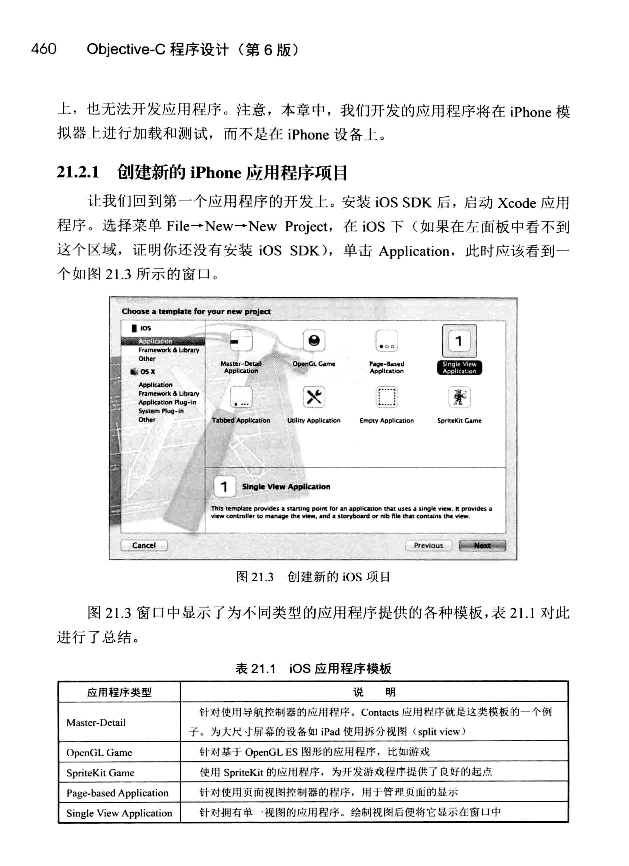 460 Objective-C 程序设计（第 6 版）
上，也无法开发应用程序。注意，本章中，我们开发的应用程序将在 iPhone 模
拟器上进行加载和测试，而不是在 iPhone 设备上。
21.2.1 创建新的 iPhone 应用程序项目
让我们回到第一个应用程序的开发上。安装 iOS SDK 后，启动 Xcode 应用
程序。选择菜单 File→New→New Project，在 iOS 下（如果在左面板中看不到
这个区域，证明你还没有安装 iOS SDK），单击 Application，此时应该看到一
个如图 21.3 所示的窗口。
Choose a template for your new project
iOS
Application
Framework & Library
Other
OS X
Application
Framework & Library
Application Plug-in
System Plug-in
Other
1
Master-Detail Application
OpenGL Game
Page-Based Application
Single View Application
Tabbed Application
Utility Application
Empty Application
SpriteKit Game
1 Single View Application
This template provides a starting point for an application that uses a single view. It provides a
view controller to manage the view, and a storyboard or nib file that contains the view.
Cancel
Previous
Next
图 21.3 创建新的 iOS 项目
图 21.3 窗口中显示了为不同类型的应用程序提供的各种模板，表 21.1 对此
进行了总结。
表 21.1 iOS 应用程序模板
应用程序类型 说 明
Master-Detail
针对使用导航控制器的应用程序。Contacts 应用程序就是这类模板的一个例
子。为大尺寸屏幕的设备如 iPad 使用拆分视图（split view）
OpenGL Game 针对基于 OpenGL ES 图形的应用程序，比如游戏
SpriteKit Game 使用 SpriteKit 的应用程序，为开发游戏程序提供了良好的起点
Page-based Application 针对使用页面视图控制器的程序，用于管理页面的显示
Single View Application 针对拥有单一视图的应用程序。绘制视图后便将它显示在窗口中